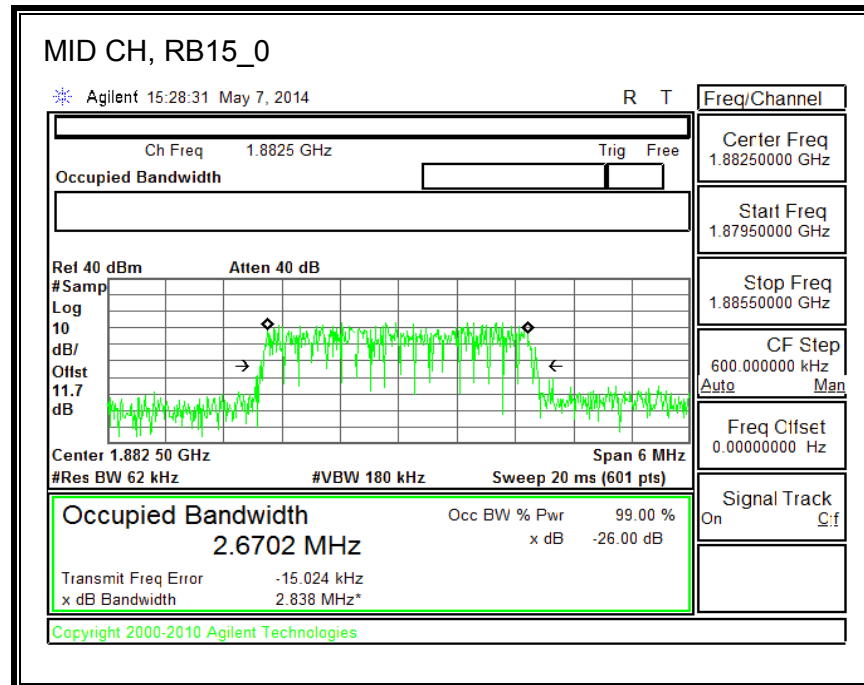 MID CH, RB15_0
Agilent 15:28:31 May 7, 2014 R T
Freq/Channel
Ch Freq 1.8825 GHz Trig Free
Occupied Bandwidth
Center Freq
1.88250000 GHz
Start Freq
1.87950000 GHz
Stop Freq
1.88550000 GHz
CF Step
600.000000 kHz
Auto Man
Freq Offset
0.00000000 Hz
Signal Track
On Off
Ref 40 dBm Atten 40 dB
#Samp
Log
10
dB/
Offst
11.7
dB
Center 1.882 50 GHz Span 6 MHz
#Res BW 62 kHz #VBW 180 kHz Sweep 20 ms (601 pts)
Occupied Bandwidth Occ BW % Pwr 99.00 %
2.6702 MHz x dB -26.00 dB
Transmit Freq Error -15.024 kHz
x dB Bandwidth 2.838 MHz*
Copyright 2000-2010 Agilent Technologies